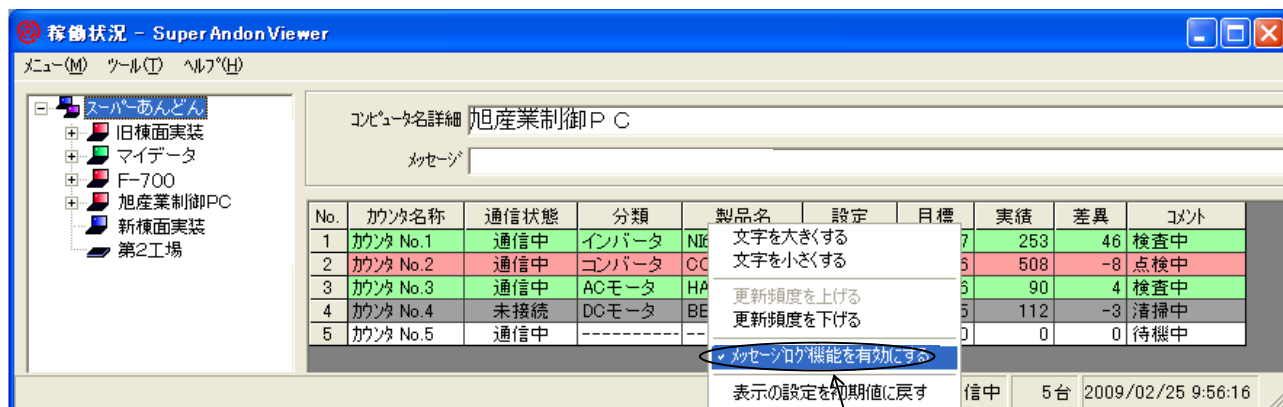 稼働状況 - SuperAndonViewer
ﾒﾆｭｰ(M) ﾂｰﾙ(T) ﾍﾙﾌﾟ(H)
スーパーあんどん
旧棟面実装
マイデータ
F-700
旭産業制御PC
新棟面実装
第2工場
ｺﾝﾋﾟｭｰﾀ名詳細 旭産業制御ＰＣ
ﾒｯｾｰｼﾞ
No. ｶｳﾝﾀ名称 通信状態 分類 製品名 設定 目標 実績 差異 ｺﾒﾝﾄ
1 ｶｳﾝﾀ No.1 通信中 インバータ NI6 7 253 46 検査中
2 ｶｳﾝﾀ No.2 通信中 コンバータ CC 6 508 -8 点検中
3 ｶｳﾝﾀ No.3 通信中 ACモータ HA 6 90 4 検査中
4 ｶｳﾝﾀ No.4 未接続 DCモータ BE 5 112 -3 清掃中
5 ｶｳﾝﾀ No.5 通信中 ---------- -- 0 0 0 待機中
文字を大きくする
文字を小さくする
更新頻度を上げる
更新頻度を下げる
ﾒｯｾｰｼﾞﾛｸﾞ機能を有効にする
表示の設定を初期値に戻す
信中 5台 2009/02/25 9:56:16